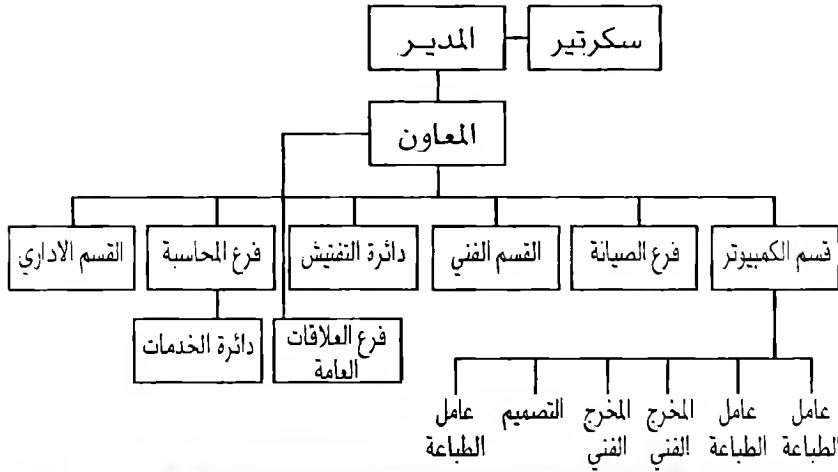 المدير
سكرتير
المعاون
قسم الكمبيوتر
فرع الصيانة
القسم الفني
دائرة التفتيش
فرع المحاسبة
القسم الاداري
فرع العلاقات
العامة
دائرة الخدمات
عامل
الطباعة
عامل
الطباعة
المخرج
الفني
المخرج
الفني
التصميم
عامل
الطباعة